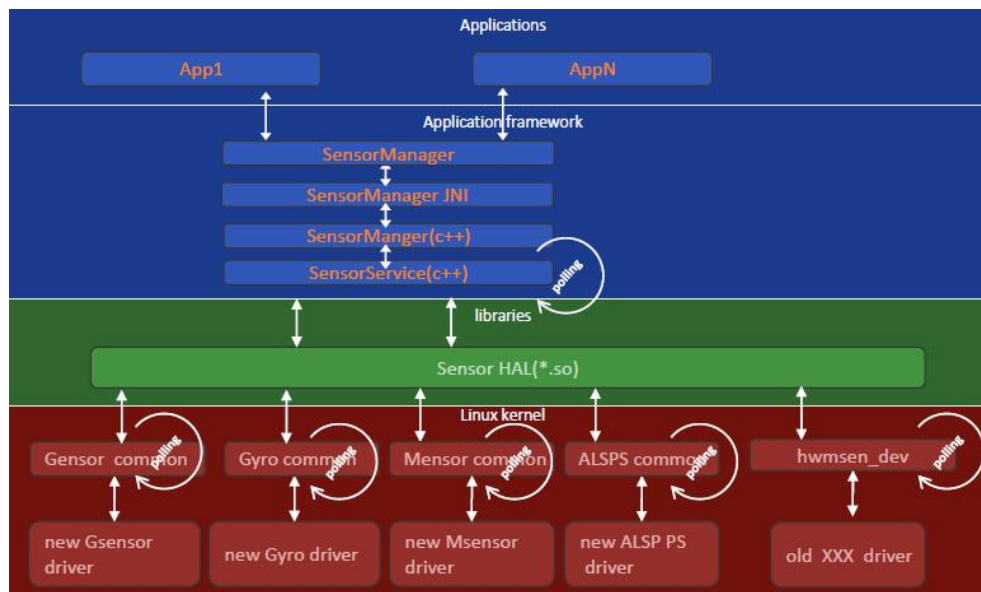 Applications
App1
AppN
Application framework
SensorManager
SensorManager JNI
SensorManger(c++)
SensorService(c++)
polling
libraries
Sensor HAL(*.so)
Linux kernel
Gensor common
polling
Gyro common
polling
Mensor common
polling
ALSPS common
polling
hwmsen_dev
polling
new Gsensor
driver
new Gyro driver
new Msensor
driver
new ALSP PS
driver
old XXX driver